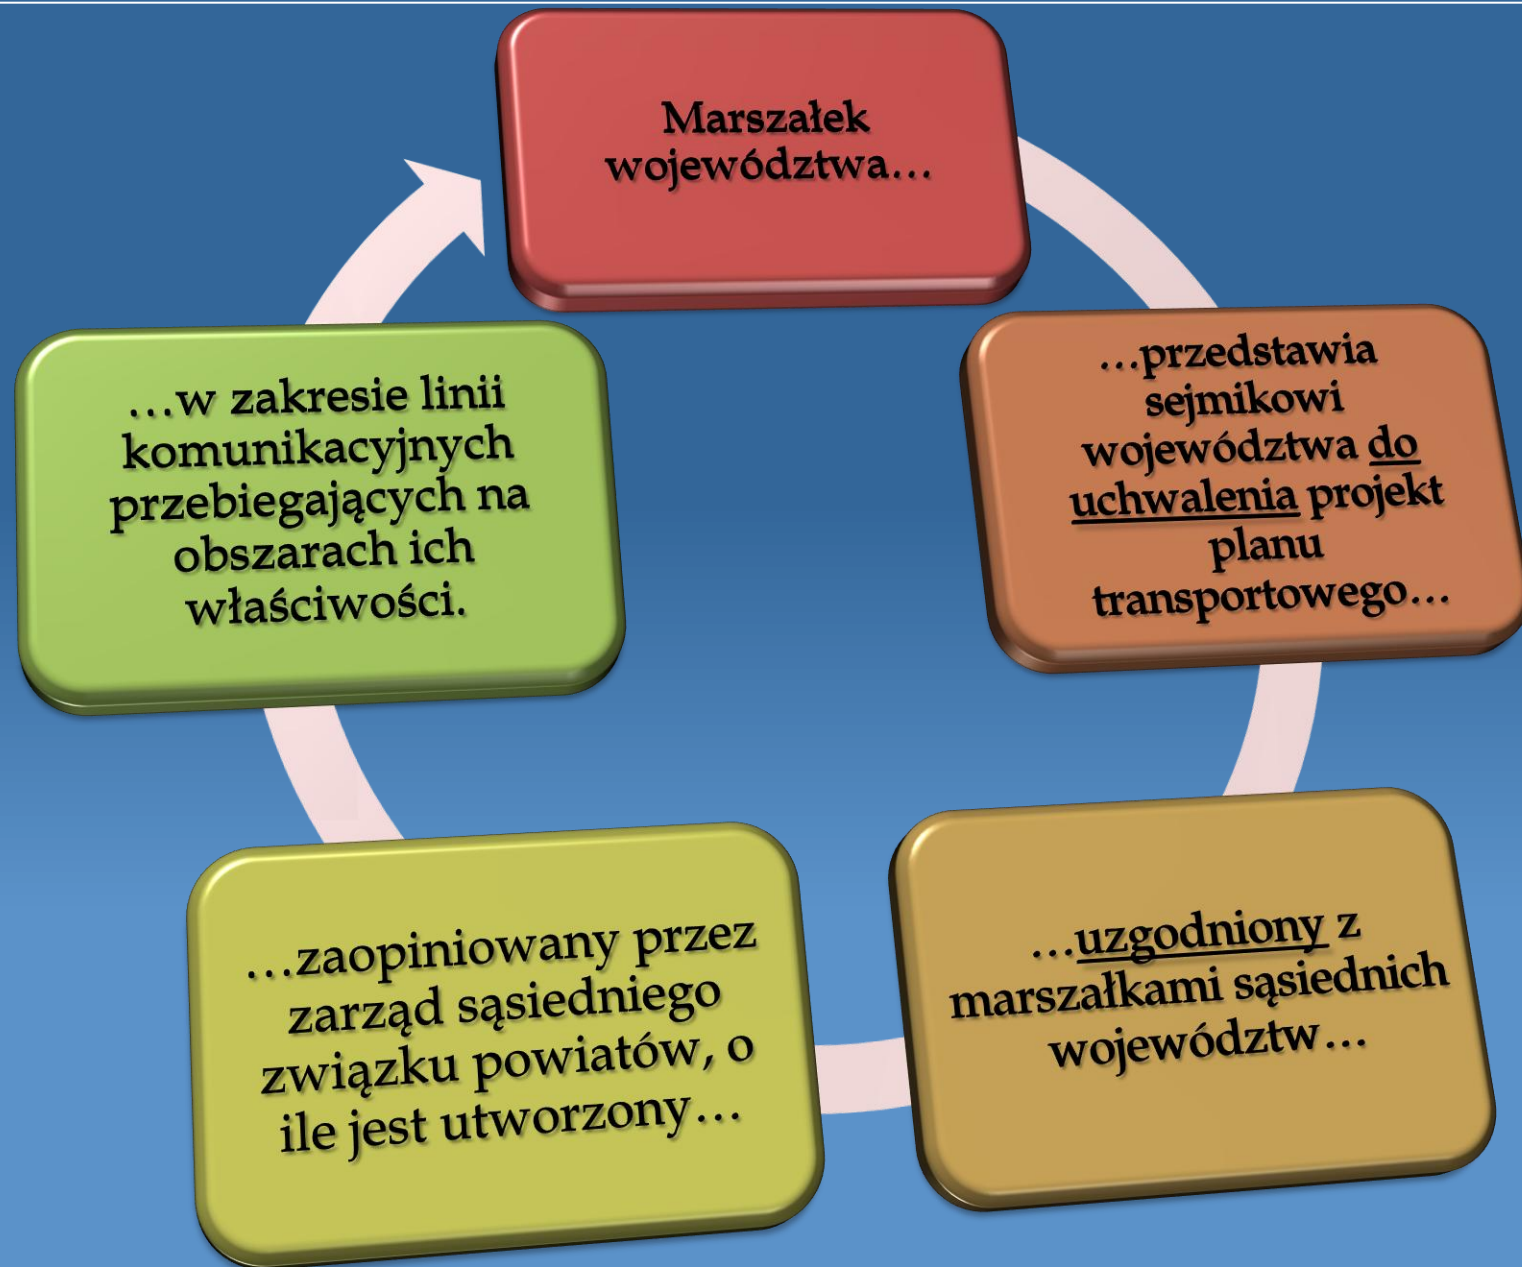 Marszałek
województwa…
…przedstawia
sejmikowi
województwa do
uchwalenia projekt
planu
transportowego…
…uzgodniony z
marszałkami sąsiednich
województw…
…zaopiniowany przez
zarząd sąsiedniego
związku powiatów, o
ile jest utworzony…
…w zakresie linii
komunikacyjnych
przebiegających na
obszarach ich
właściwości.